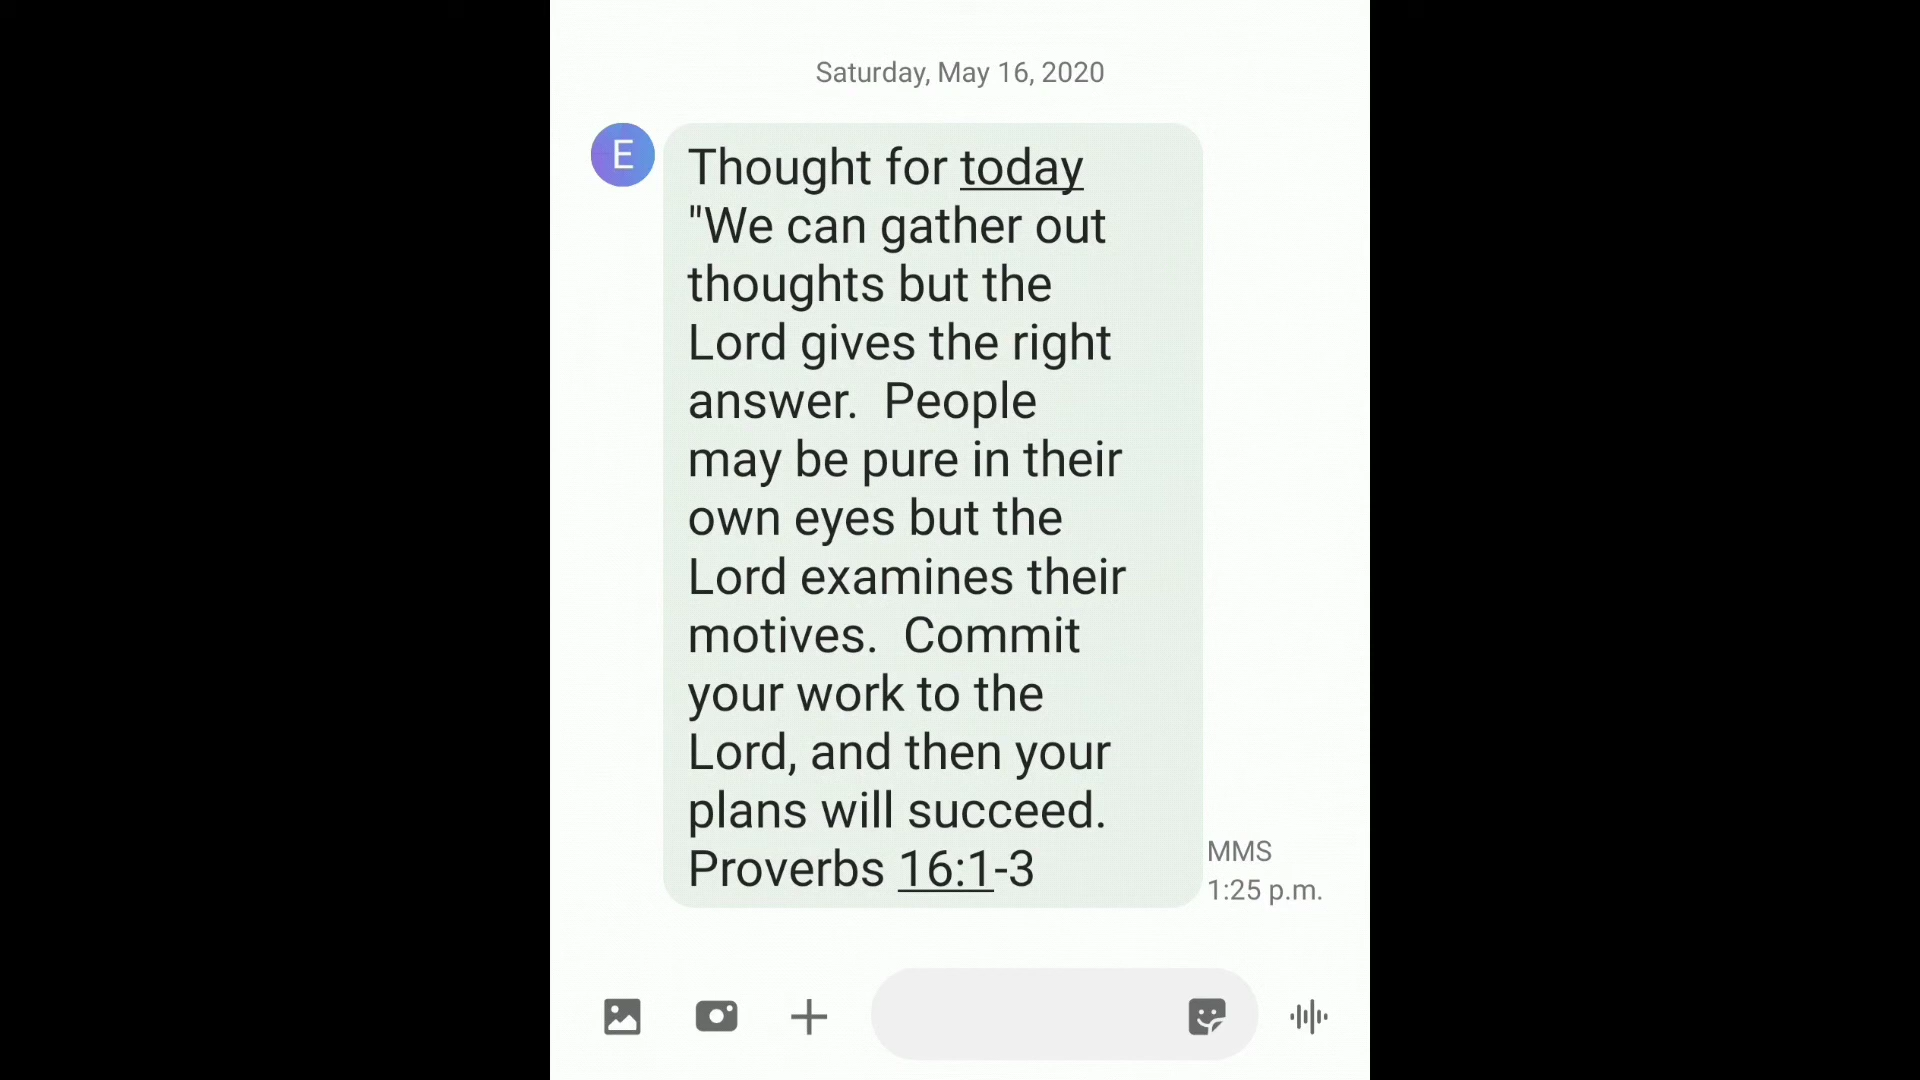 Saturday, May 16, 2020
E
Thought for today
"We can gather out
thoughts but the
Lord gives the right
answer.  People
may be pure in their
own eyes but the
Lord examines their
motives.  Commit
your work to the
Lord, and then your
plans will succeed.
Proverbs 16:1-3
MMS
1:25 p.m.